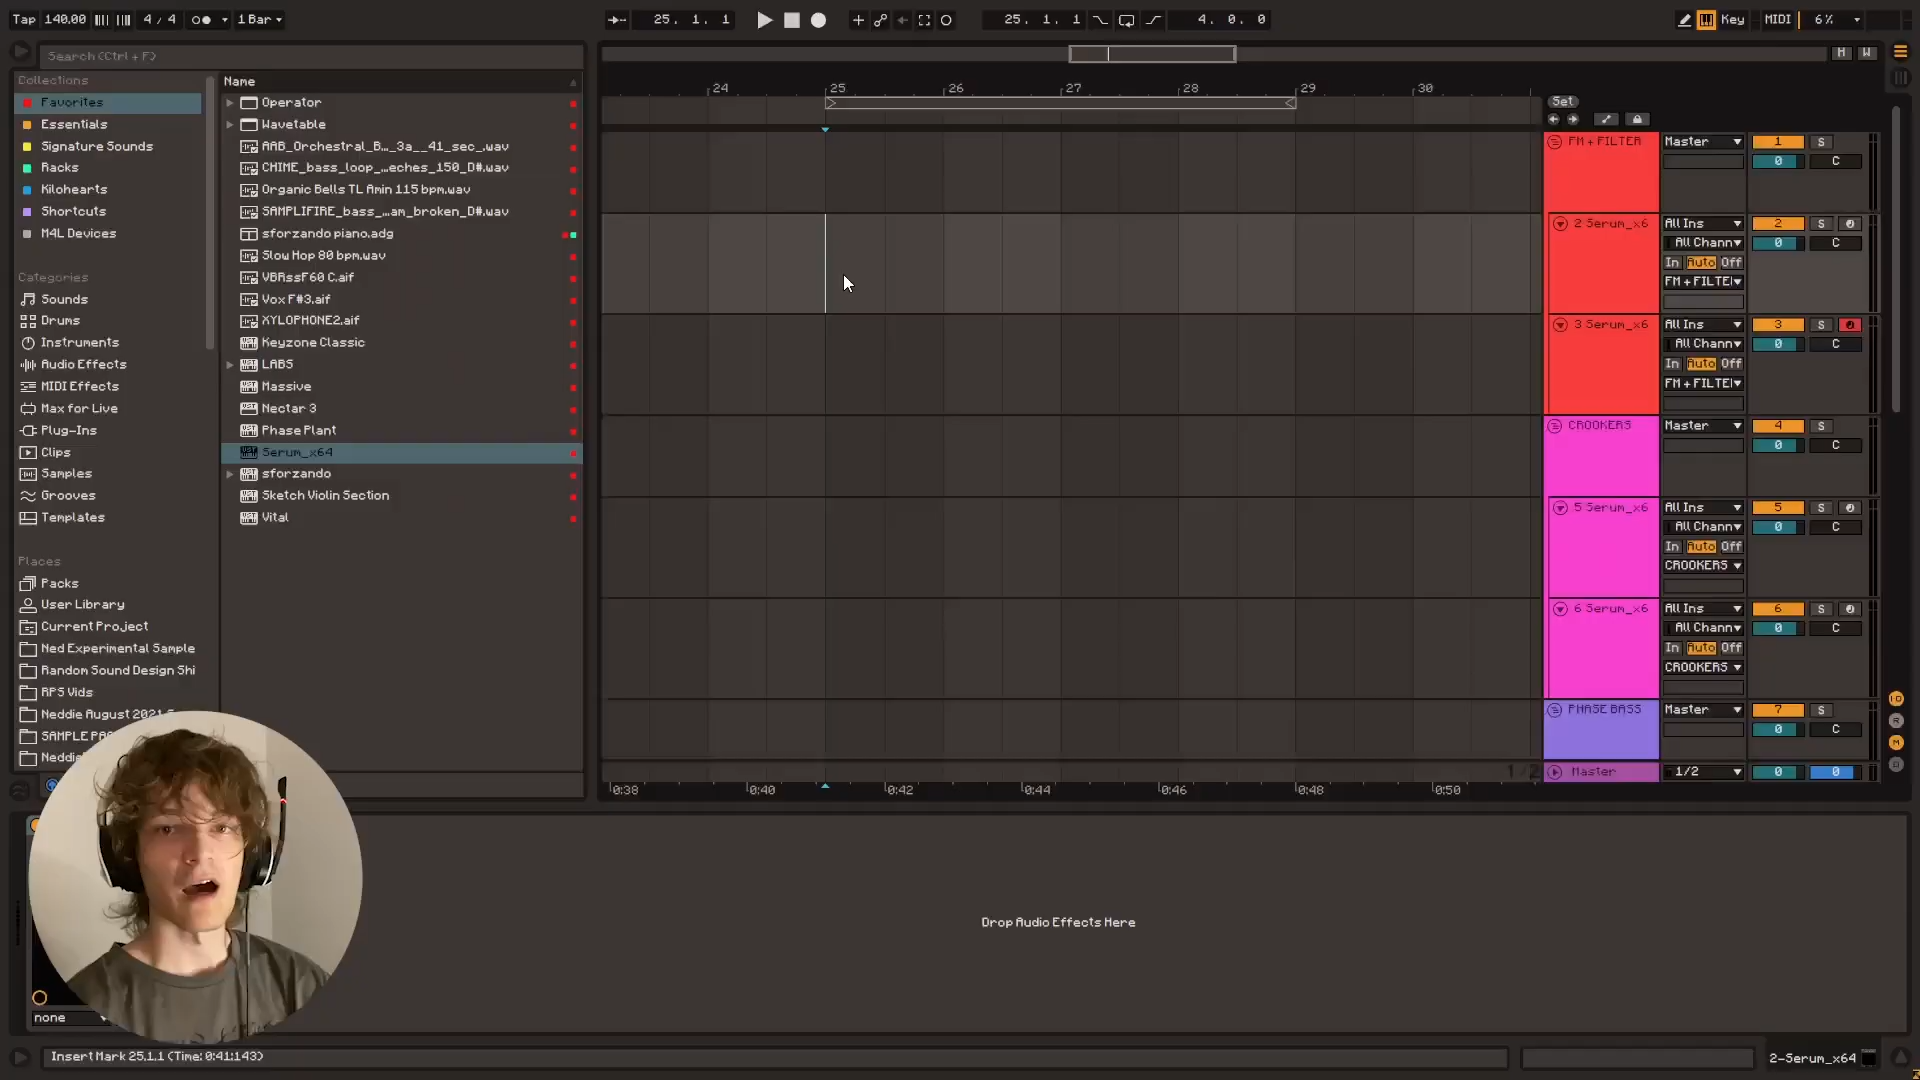 Tap 140.00 4 / 4 1 Bar
25. 1. 1 25. 1. 1 4. 0. 0
Key MIDI 6%
Search (Ctrl + F)
H W
Collections
Favorites
Essentials
Signature Sounds
Racks
Kilohearts
Shortcuts
M4L Devices
Categories
Sounds
Drums
Instruments
Audio Effects
MIDI Effects
Max for Live
Plug-Ins
Clips
Samples
Grooves
Templates
Places
Packs
User Library
Current Project
Ned Experimental Sample
Random Sound Design Shi
RPS Vids
Neddie August 2021
SAMPLE PA
Neddi
Name
Operator
Wavetable
AAB_Orchestral_B..._3a__41_sec_.wav
CHIME_bass_loop_...eches_150_D#.wav
Organic Bells TL Amin 115 bpm.wav
SAMPLIFIRE_bass_...am_broken_D#.wav
sforzando piano.adg
Slow Hop 80 bpm.wav
VBAssF60 C.aif
Vox F#3.aif
XYLOPHONE2.aif
Keyzone Classic
LABS
Massive
Nectar 3
Phase Plant
Serum_x64
sforzando
Sketch Violin Section
Vital
24 25 26 27 28 29 30
Set
FM + FILTER Master 1 S
0 C
2 Serum_x6 All Ins 2 S
All Chann 0 C
In Auto Off
FM + FILTE
3 Serum_x6 All Ins 3 S
All Chann 0 C
In Auto Off
FM + FILTE
CROOKERS Master 4 S
0 C
5 Serum_x6 All Ins 5 S
All Chann 0 C
In Auto Off
CROOKERS
6 Serum_x6 All Ins 6 S
All Chann 0 C
In Auto Off
CROOKERS
PHASE BASS Master 7 S
0 C
1/2 Master 1/2 0 0
0:38 0:40 0:42 0:44 0:46 0:48 0:50
Drop Audio Effects Here
none
Insert Mark 25.1.1 (Time: 0:41:143)
2-Serum_x64